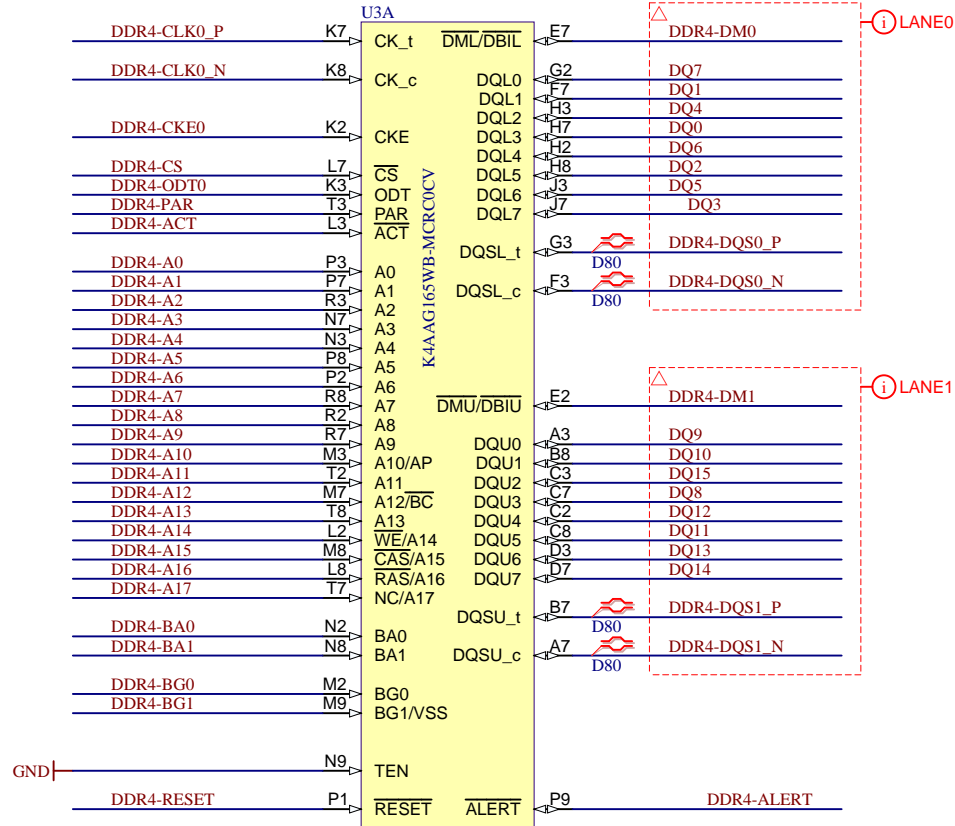 U3A
DDR4-CLK0_P K7 CK_t DML/DBIL E7 DDR4-DM0 LANE0
DDR4-CLK0_N K8 CK_c DQL0 G2 DQ7
DQL1 F7 DQ1
DQL2 H3 DQ4
DDR4-CKE0 K2 CKE DQL3 H7 DQ0
DQL4 H2 DQ6
DDR4-CS L7 CS DQL5 H8 DQ2
DDR4-ODT0 K3 ODT DQL6 J3 DQ5
DDR4-PAR T3 PAR DQL7 J7 DQ3
DDR4-ACT L3 ACT
DQSL_t G3 D80 DDR4-DQS0_P
DDR4-A0 P3 A0
DDR4-A1 P7 A1 DQSL_c F3 D80 DDR4-DQS0_N
DDR4-A2 R3 A2
DDR4-A3 N7 A3
DDR4-A4 N3 A4
K4AAG165WB-MCRC0CV
DDR4-A5 P8 A5
DDR4-A6 P2 A6
DDR4-A7 R8 A7 DMU/DBIU E2 DDR4-DM1 LANE1
DDR4-A8 R2 A8
DDR4-A9 R7 A9 DQU0 A3 DQ9
DDR4-A10 M3 A10/AP DQU1 B8 DQ10
DDR4-A11 T2 A11 DQU2 C3 DQ15
DDR4-A12 M7 A12/BC DQU3 C7 DQ8
DDR4-A13 T8 A13 DQU4 C2 DQ12
DDR4-A14 L2 WE/A14 DQU5 C8 DQ11
DDR4-A15 M8 CAS/A15 DQU6 D3 DQ13
DDR4-A16 L8 RAS/A16 DQU7 D7 DQ14
DDR4-A17 T7 NC/A17
DQSU_t B7 D80 DDR4-DQS1_P
DDR4-BA0 N2 BA0
DDR4-BA1 N8 BA1 DQSU_c A7 D80 DDR4-DQS1_N
DDR4-BG0 M2 BG0
DDR4-BG1 M9 BG1/VSS
GND N9 TEN
DDR4-RESET P1 RESET ALERT P9 DDR4-ALERT